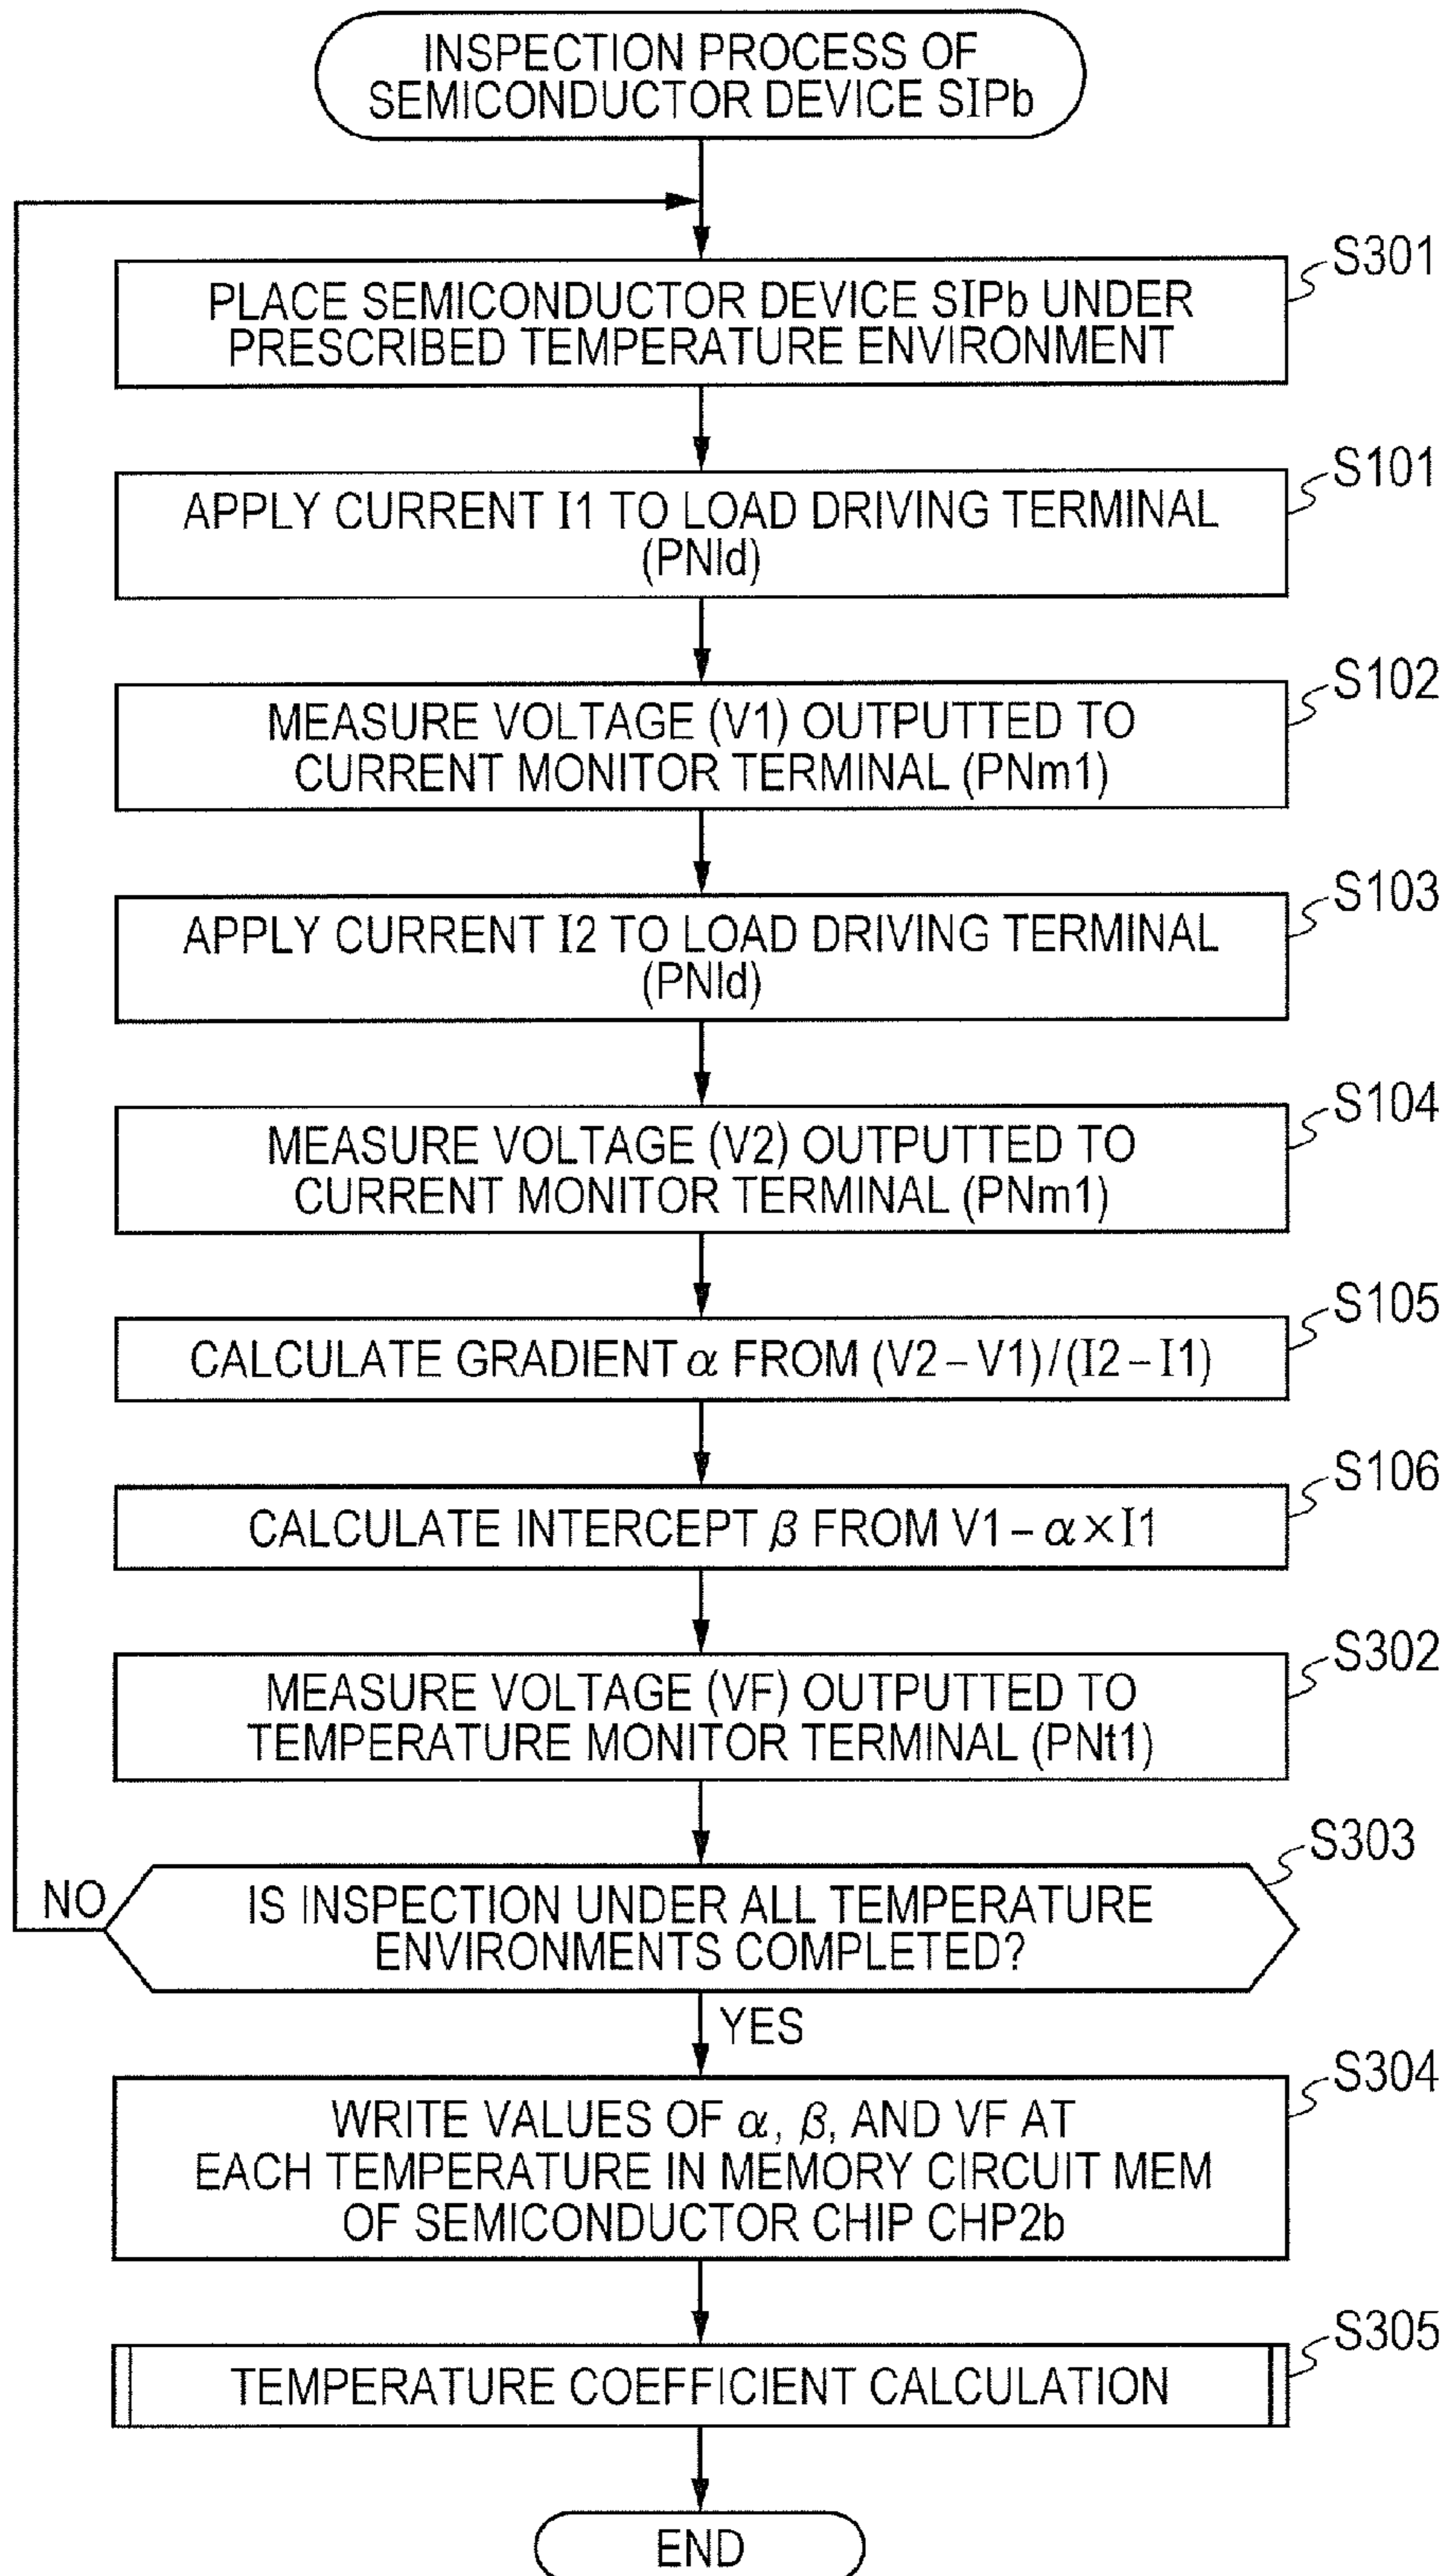 INSPECTION PROCESS OF
SEMICONDUCTOR DEVICE SIPb
S301
PLACE SEMICONDUCTOR DEVICE SIPb UNDER
PRESCRIBED TEMPERATURE ENVIRONMENT
S101
APPLY CURRENT I1 TO LOAD DRIVING TERMINAL
(PNld)
S102
MEASURE VOLTAGE (V1) OUTPUTTED TO
CURRENT MONITOR TERMINAL (PNm1)
S103
APPLY CURRENT I2 TO LOAD DRIVING TERMINAL
(PNld)
S104
MEASURE VOLTAGE (V2) OUTPUTTED TO
CURRENT MONITOR TERMINAL (PNm1)
S105
CALCULATE GRADIENT α FROM (V2 – V1)/(I2 – I1)
S106
CALCULATE INTERCEPT β FROM V1 – α×I1
S302
MEASURE VOLTAGE (VF) OUTPUTTED TO
TEMPERATURE MONITOR TERMINAL (PNt1)
S303
NO
IS INSPECTION UNDER ALL TEMPERATURE
ENVIRONMENTS COMPLETED?
YES
S304
WRITE VALUES OF α, β, AND VF AT
EACH TEMPERATURE IN MEMORY CIRCUIT MEM
OF SEMICONDUCTOR CHIP CHP2b
S305
TEMPERATURE COEFFICIENT CALCULATION
END